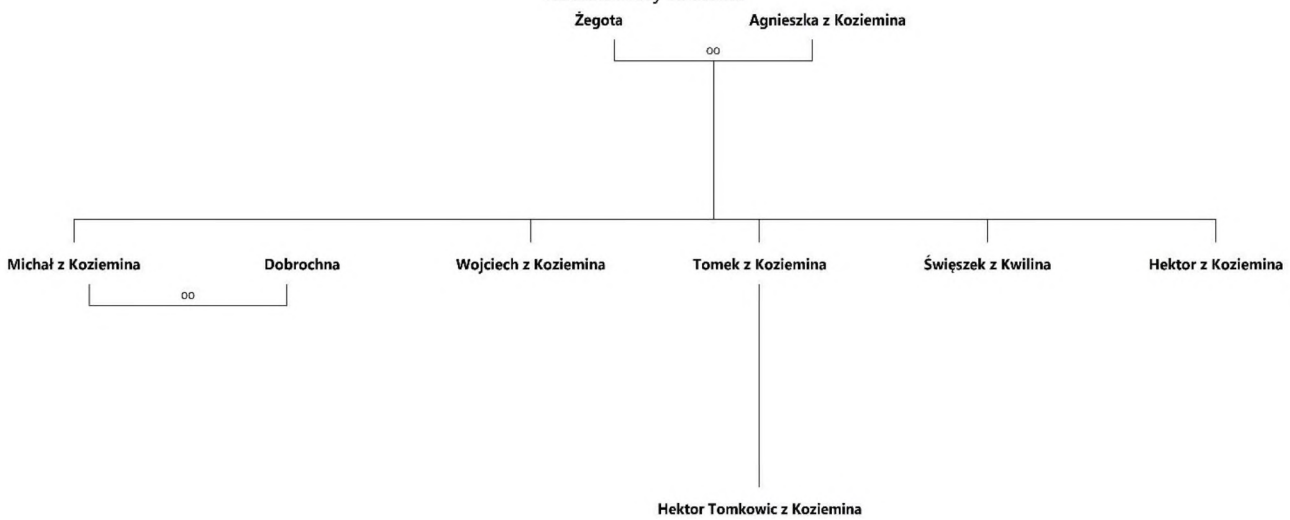 Żegota Agnieszka z Koziemina
oo
Michał z Koziemina Dobrochna Wojciech z Koziemina Tomek z Koziemina Święszek z Kwilina Hektor z Koziemina
oo
Hektor Tomkowic z Koziemina